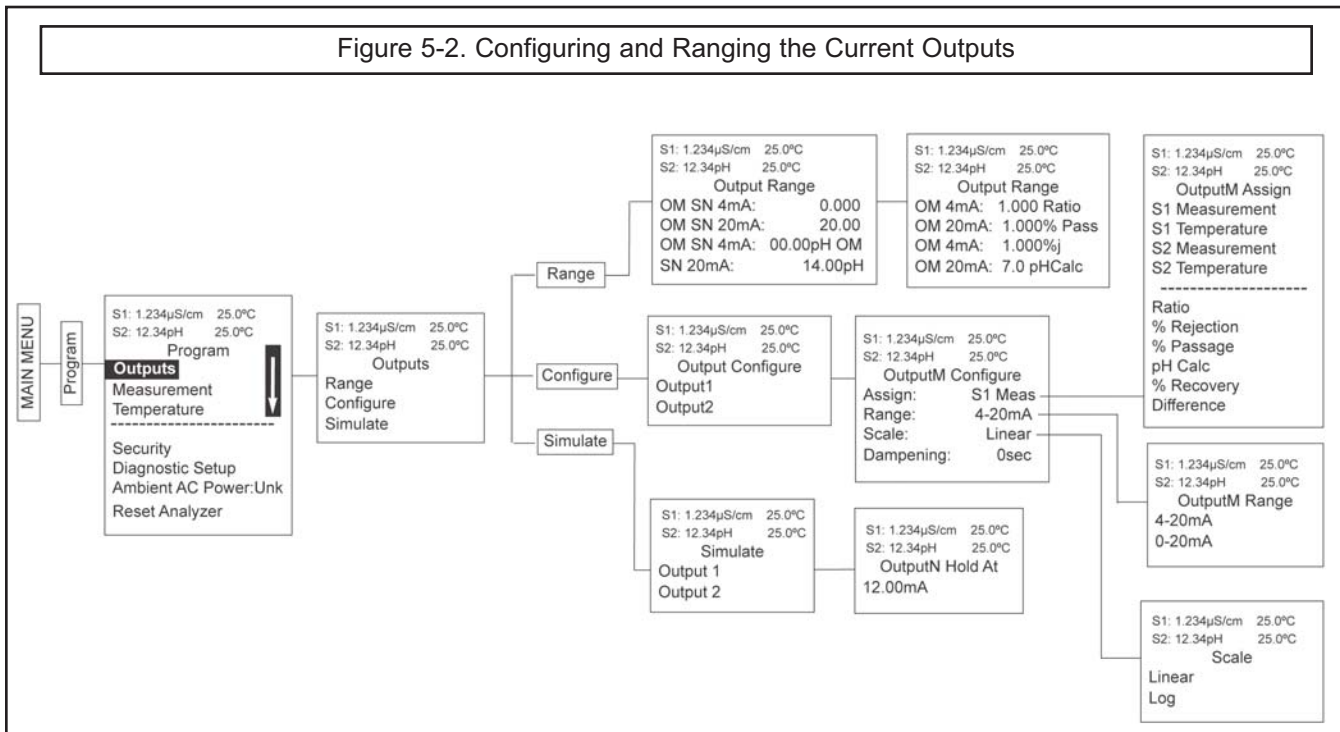 Figure 5-2. Configuring and Ranging the Current Outputs
MAIN MENU
Program
S1: 1.234µS/cm 25.0ºC
S2: 12.34pH 25.0ºC
Program
Outputs
Measurement
Temperature
Security
Diagnostic Setup
Ambient AC Power:Unk
Reset Analyzer
S1: 1.234µS/cm 25.0ºC
S2: 12.34pH 25.0ºC
Outputs
Range
Configure
Simulate
Range
S1: 1.234µS/cm 25.0ºC
S2: 12.34pH 25.0ºC
Output Range
OM SN 4mA: 0.000
OM SN 20mA: 20.00
OM SN 4mA: 00.00pH OM
SN 20mA: 14.00pH
S1: 1.234µS/cm 25.0ºC
S2: 12.34pH 25.0ºC
Output Range
OM 4mA: 1.000 Ratio
OM 20mA: 1.000% Pass
OM 4mA: 1.000%j
OM 20mA: 7.0 pHCalc
Configure
S1: 1.234µS/cm 25.0ºC
S2: 12.34pH 25.0ºC
Output Configure
Output1
Output2
S1: 1.234µS/cm 25.0ºC
S2: 12.34pH 25.0ºC
OutputM Configure
Assign: S1 Meas
Range: 4-20mA
Scale: Linear
Dampening: 0sec
S1: 1.234µS/cm 25.0ºC
S2: 12.34pH 25.0ºC
OutputM Assign
S1 Measurement
S1 Temperature
S2 Measurement
S2 Temperature
Ratio
% Rejection
% Passage
pH Calc
% Recovery
Difference
S1: 1.234µS/cm 25.0ºC
S2: 12.34pH 25.0ºC
OutputM Range
4-20mA
0-20mA
S1: 1.234µS/cm 25.0ºC
S2: 12.34pH 25.0ºC
Scale
Linear
Log
Simulate
S1: 1.234µS/cm 25.0ºC
S2: 12.34pH 25.0ºC
Simulate
Output 1
Output 2
S1: 1.234µS/cm 25.0ºC
S2: 12.34pH 25.0ºC
OutputN Hold At
12.00mA